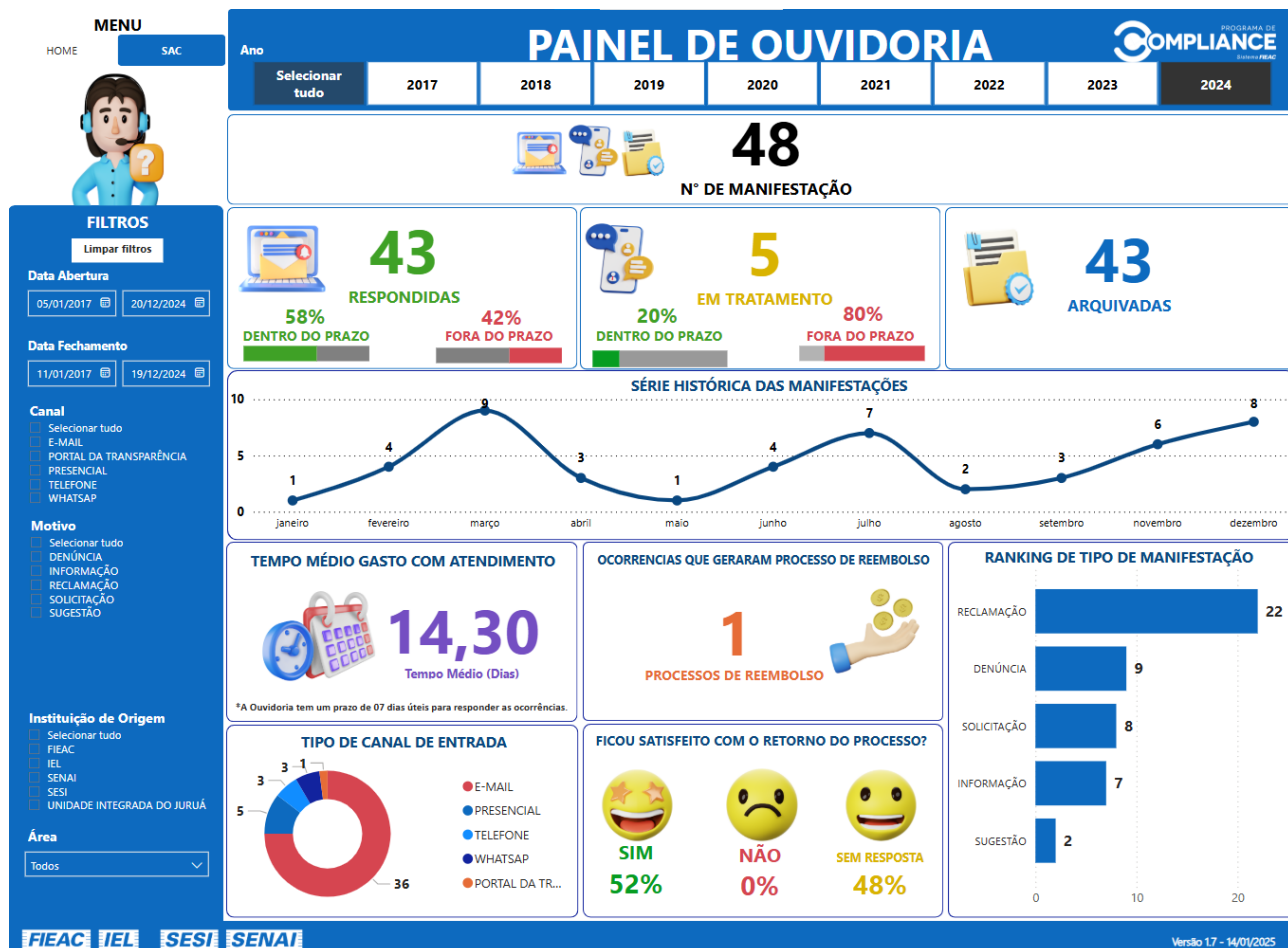 MENU
HOME
SAC
FILTROS
Limpar filtros
Data Abertura
05/01/2017
20/12/2024
Data Fechamento
11/01/2017
19/12/2024
Canal
Selecionar tudo
E-MAIL
PORTAL DA TRANSPARÊNCIA
PRESENCIAL
TELEFONE
WHATSAP
Motivo
Selecionar tudo
DENÚNCIA
INFORMAÇÃO
RECLAMAÇÃO
SOLICITAÇÃO
SUGESTÃO
Instituição de Origem
Selecionar tudo
FIEAC
IEL
SENAI
SESI
UNIDADE INTEGRADA DO JURUÁ
Área
Todos
PAINEL DE OUVIDORIA
PROGRAMA DE
COMPLIANCE
Sistema FIEAC
Ano
Selecionar
tudo
2017
2018
2019
2020
2021
2022
2023
2024
48
N° DE MANIFESTAÇÃO
43
RESPONDIDAS
58%
DENTRO DO PRAZO
42%
FORA DO PRAZO
5
EM TRATAMENTO
20%
DENTRO DO PRAZO
80%
FORA DO PRAZO
43
ARQUIVADAS
SÉRIE HISTÓRICA DAS MANIFESTAÇÕES
10
5
0
1
4
9
3
1
4
7
2
3
6
8
janeiro
fevereiro
março
abril
maio
junho
julho
agosto
setembro
novembro
dezembro
TEMPO MÉDIO GASTO COM ATENDIMENTO
14,30
Tempo Médio (Dias)
*A Ouvidoria tem um prazo de 07 dias úteis para responder as ocorrências.
OCORRENCIAS QUE GERARAM PROCESSO DE REEMBOLSO
1
PROCESSOS DE REEMBOLSO
RANKING DE TIPO DE MANIFESTAÇÃO
RECLAMAÇÃO
22
DENÚNCIA
9
SOLICITAÇÃO
8
INFORMAÇÃO
7
SUGESTÃO
2
0
10
20
TIPO DE CANAL DE ENTRADA
3
3
1
5
36
E-MAIL
PRESENCIAL
TELEFONE
WHATSAP
PORTAL DA TR...
FICOU SATISFEITO COM O RETORNO DO PROCESSO?
SIM
52%
NÃO
0%
SEM RESPOSTA
48%
FIEAC IEL SESI SENAI
Versão 1.7 - 14/01/2025